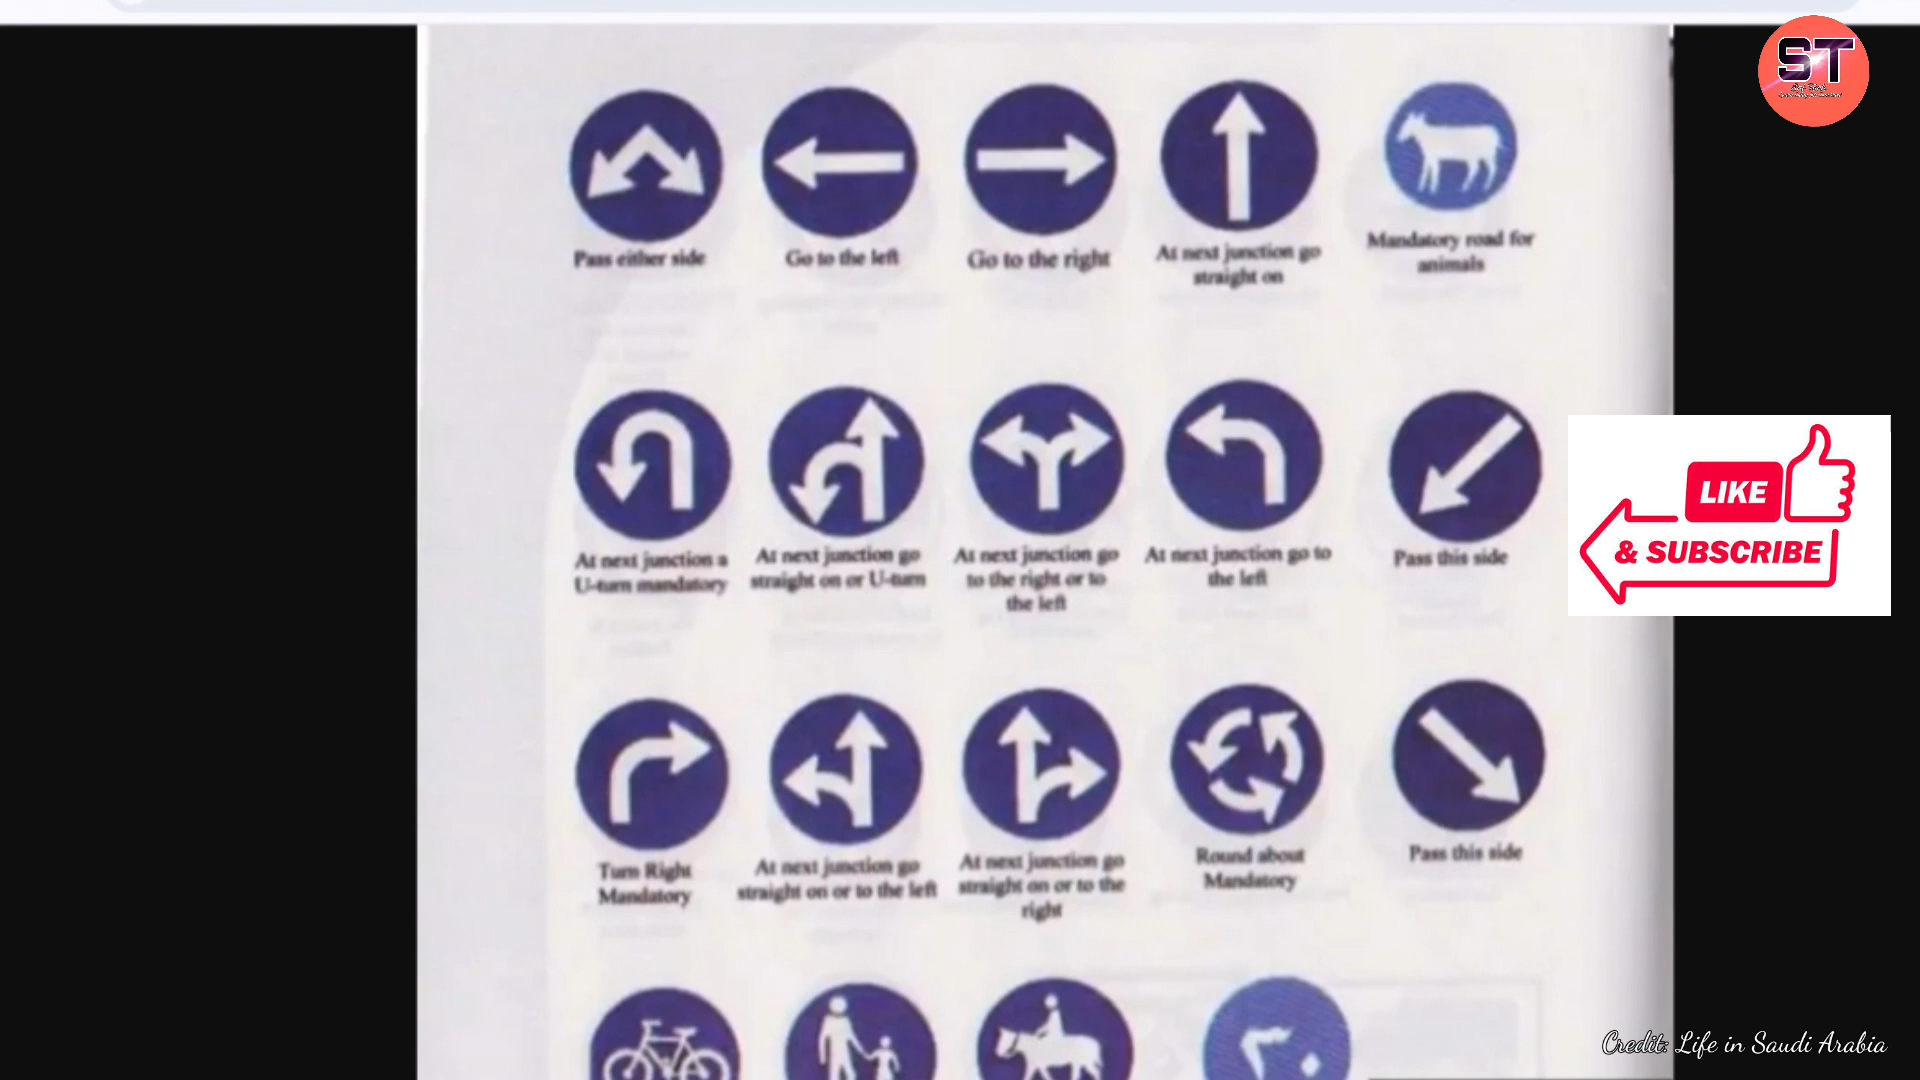 ST
Pass either side
Go to the left
Go to the right
At next junction go
straight on
Mandatory road for
animals
At next junction a
U-turn mandatory
At next junction go
straight on or U-turn
At next junction go
to the right or to
the left
At next junction go to
the left
Pass this side
LIKE
& SUBSCRIBE
Turn Right
Mandatory
At next junction go
straight on or to the left
At next junction go
straight on or to the
right
Round about
Mandatory
Pass this side
٣٠
Credit: Life in Saudi Arabia